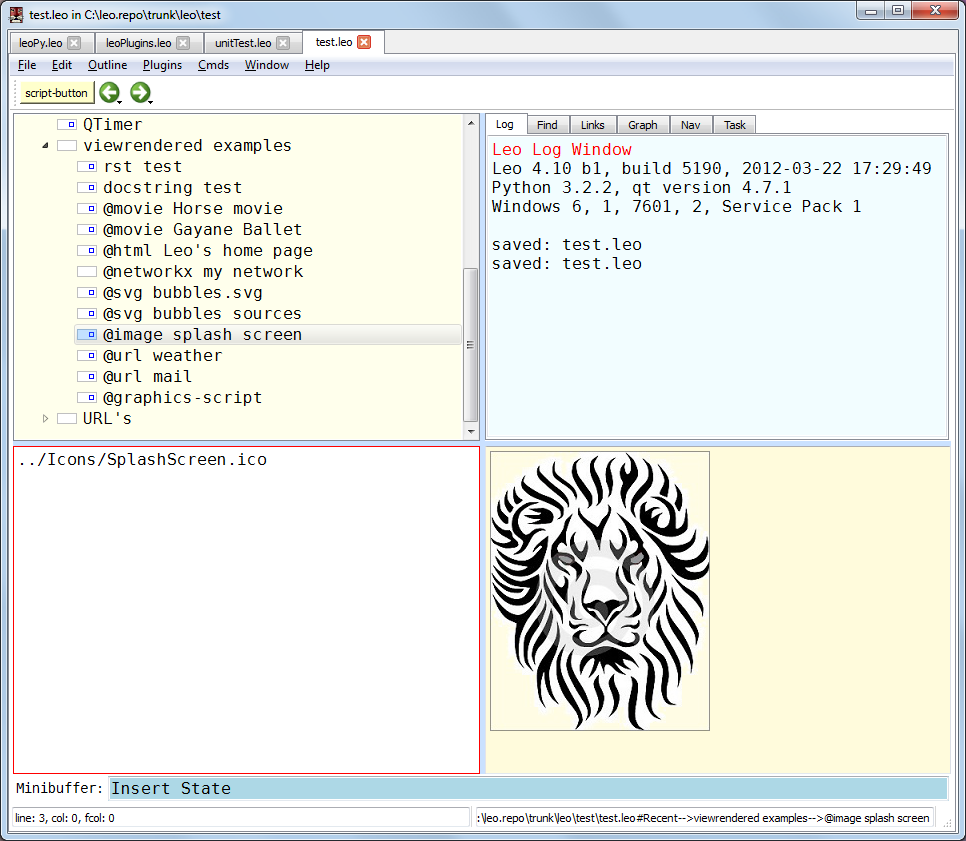 test.leo in C:\leo.repo\trunk\leo\test
leoPy.leo
leoPlugins.leo
unitTest.leo
test.leo
File Edit Outline Plugins Cmds Window Help
script-button
QTimer
viewrendered examples
rst test
docstring test
@movie Horse movie
@movie Gayane Ballet
@html Leo's home page
@networkx my network
@svg bubbles.svg
@svg bubbles sources
@image splash screen
@url weather
@url mail
@graphics-script
URL's
Log Find Links Graph Nav Task
Leo Log Window
Leo 4.10 b1, build 5190, 2012-03-22 17:29:49
Python 3.2.2, qt version 4.7.1
Windows 6, 1, 7601, 2, Service Pack 1
saved: test.leo
saved: test.leo
../Icons/SplashScreen.ico
Minibuffer: Insert State
line: 3, col: 0, fcol: 0
:\leo.repo\trunk\leo\test\test.leo#Recent-->viewrendered examples-->@image splash screen